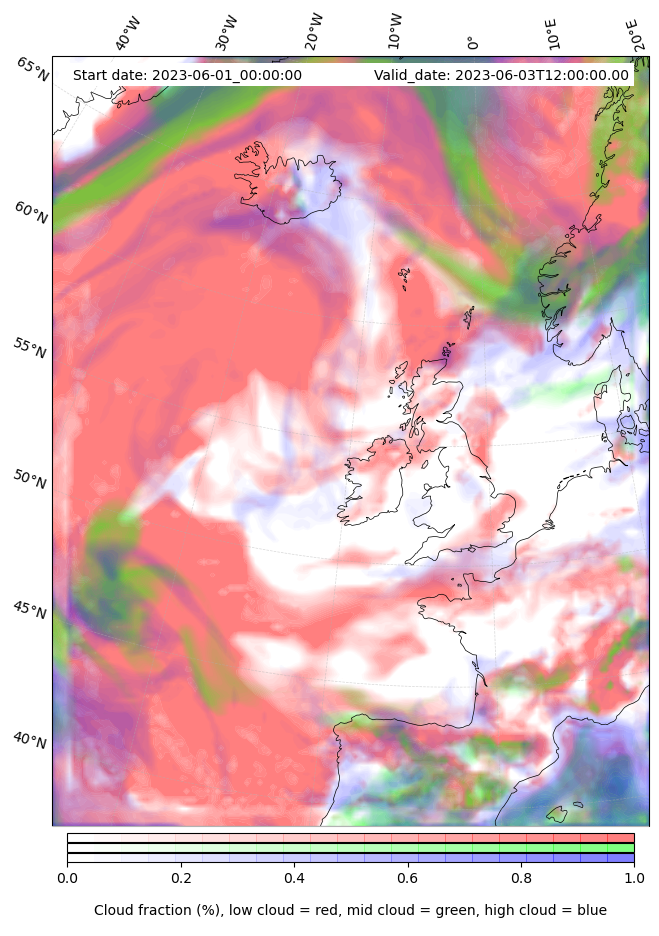 40°W 30°W 20°W 10°W 0° 10°E 20°E
65°N
Start date: 2023-06-01_00:00:00 Valid_date: 2023-06-03T12:00:00.00
60°N
55°N
50°N
45°N
40°N
0.0 0.2 0.4 0.6 0.8 1.0
Cloud fraction (%), low cloud = red, mid cloud = green, high cloud = blue